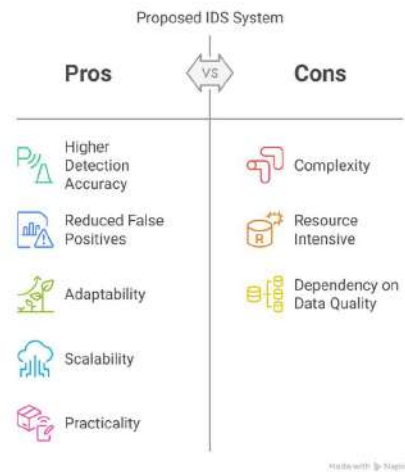 Proposed IDS System
Pros
VS
Cons
Higher
Detection
Accuracy
Reduced False
Positives
Adaptability
Scalability
Practicality
Complexity
R
Resource
Intensive
Dependency on
Data Quality
Made with